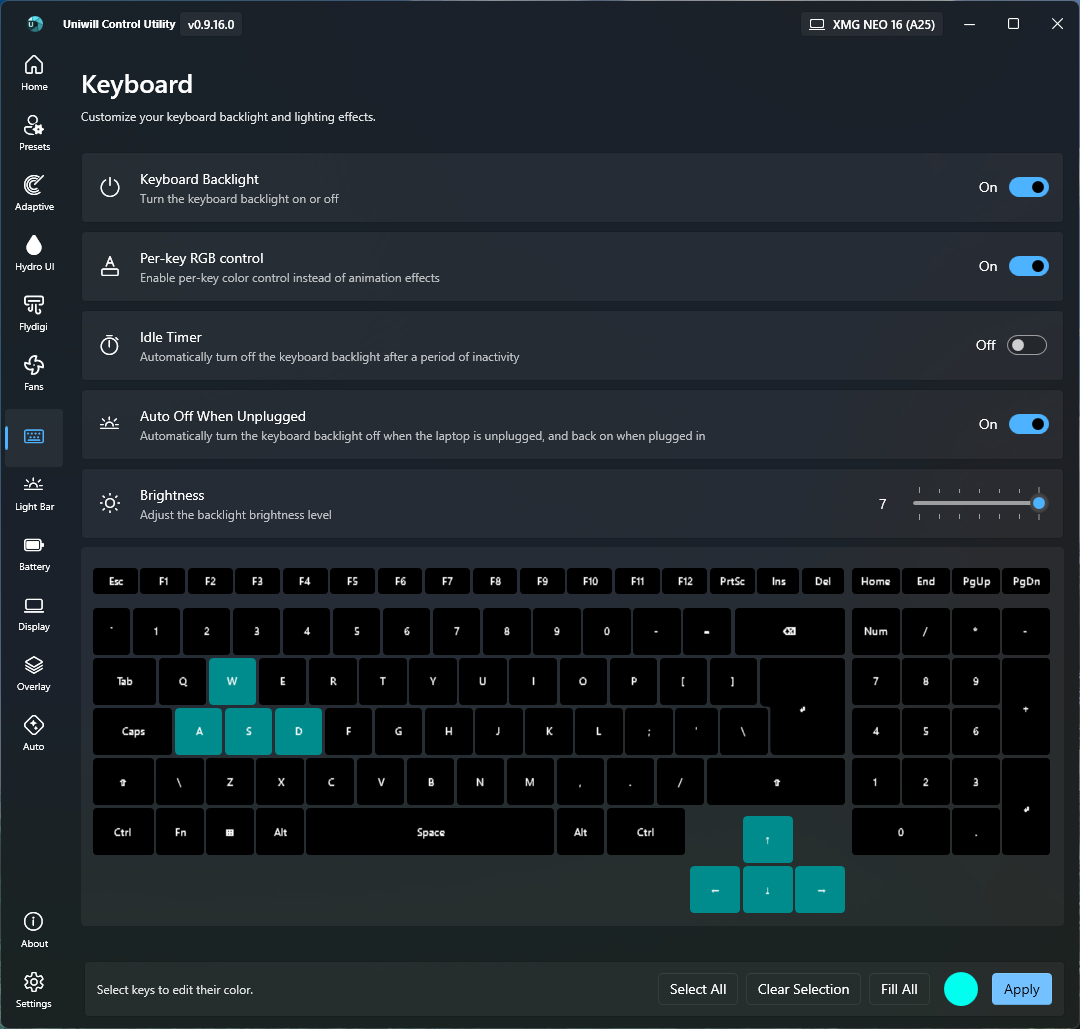 Uniwill Control Utility v0.9.16.0 XMG NEO 16 (A25)
Home
Presets
Adaptive
Hydro UI
Flydigi
Fans
Light Bar
Battery
Display
Overlay
Auto
About
Settings
Keyboard
Customize your keyboard backlight and lighting effects.
Keyboard Backlight
Turn the keyboard backlight on or off
On
Per-key RGB control
Enable per-key color control instead of animation effects
On
Idle Timer
Automatically turn off the keyboard backlight after a period of inactivity
Off
Auto Off When Unplugged
Automatically turn the keyboard backlight off when the laptop is unplugged, and back on when plugged in
On
Brightness
Adjust the backlight brightness level
7
Esc F1 F2 F3 F4 F5 F6 F7 F8 F9 F10 F11 F12 PrtSc Ins Del Home End PgUp PgDn
` 1 2 3 4 5 6 7 8 9 0 - = ⌫ Num / * -
Tab Q W E R T Y U I O P [ ] ↲ 7 8 9 +
Caps A S D F G H J K L ; ' \ 4 5 6
⇧ \ Z X C V B N M , . / ⇧ 1 2 3 ↲
Ctrl Fn ⊞ Alt Space Alt Ctrl ↑ 0 .
← ↓ →
Select keys to edit their color.
Select All
Clear Selection
Fill All
Apply